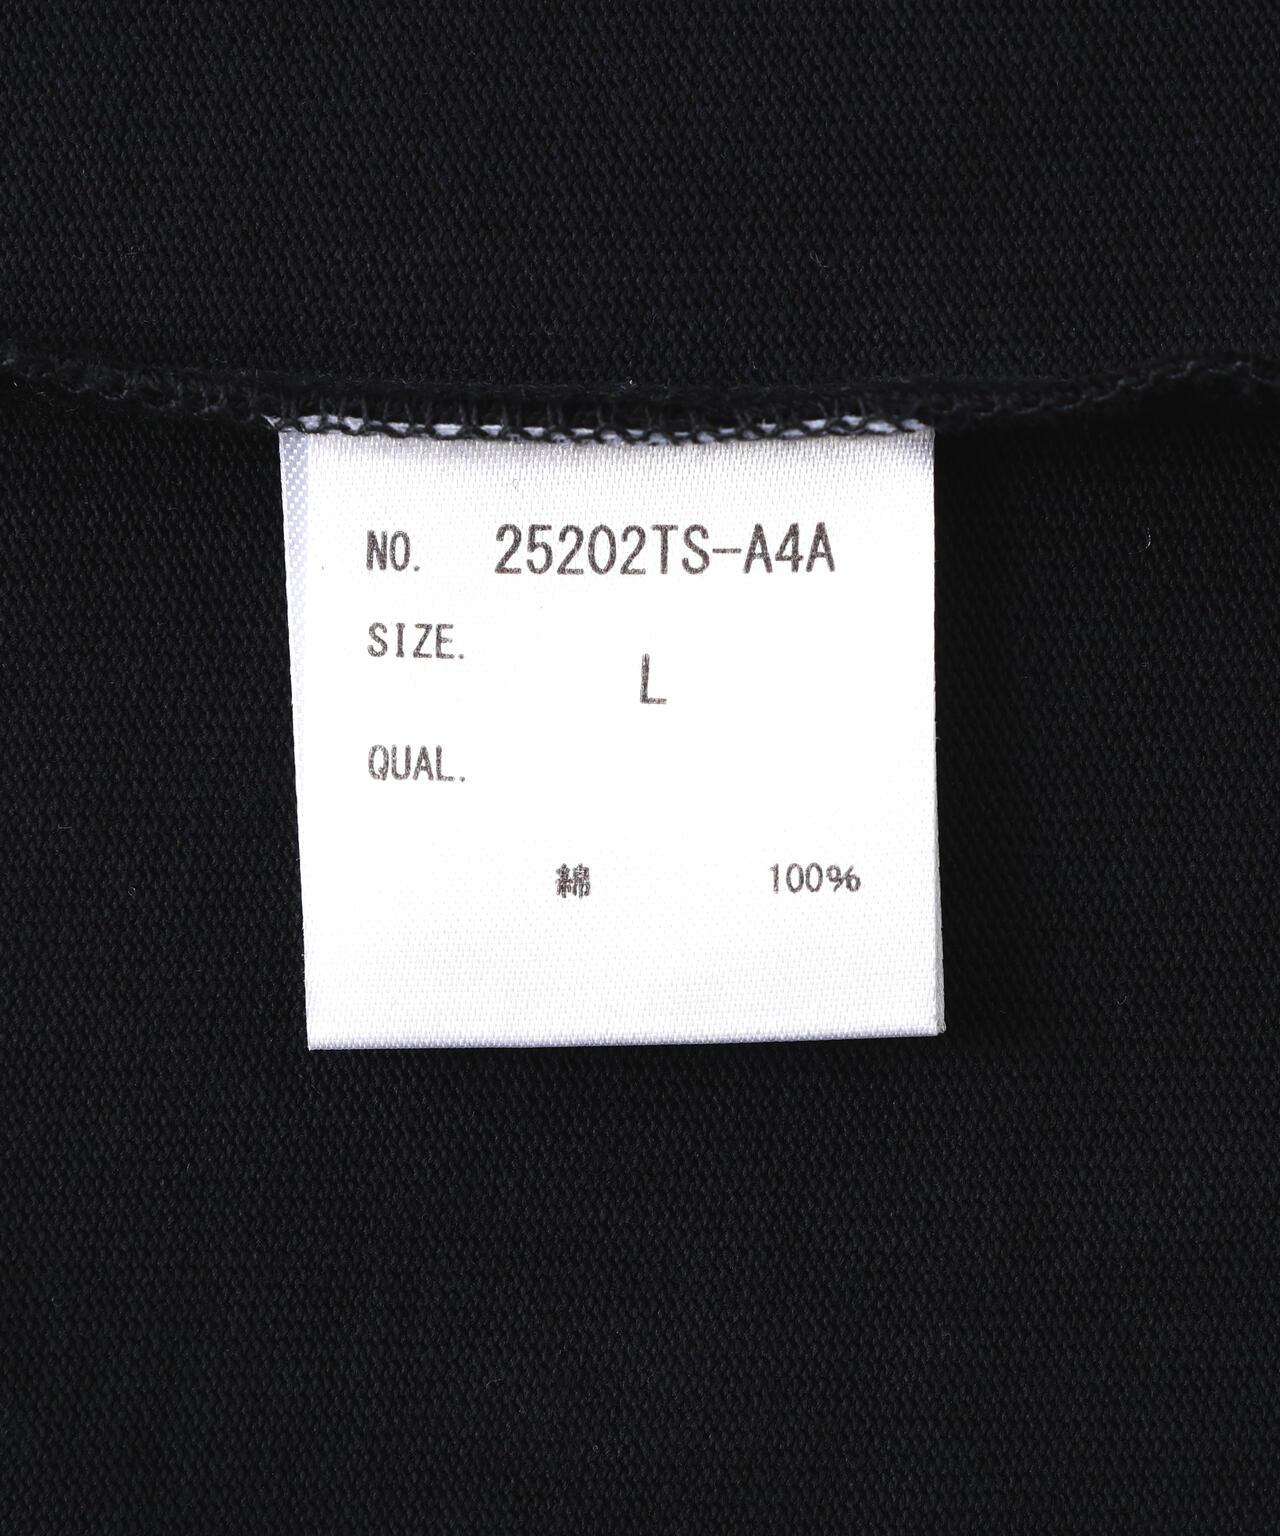 NO. 25202TS-A4A
SIZE.
L
QUAL.
綿 100%